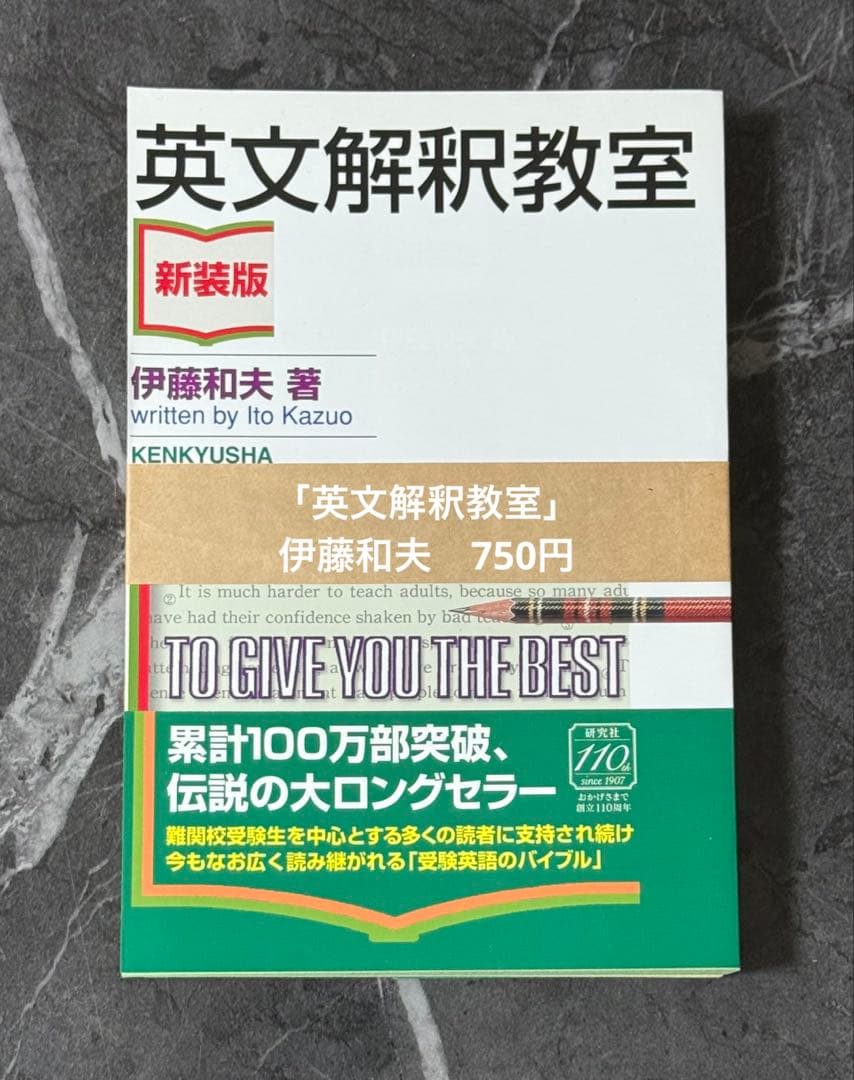 英文解釈教室
新装版
伊藤和夫 著
written by Ito Kazuo
KENKYUSHA
「英文解釈教室」
伊藤和夫 750円
②It is much harder to teach adults, because so many adu
have had their confidence shaken by bad
TO GIVE YOU THE BEST
累計100万部突破、
伝説の大ロングセラー
研究社
110th
since 1907
おかげさまで
創立110周年
難関校受験生を中心とする多くの読者に支持され続け
今もなお広く読み継がれる「受験英語のバイブル」